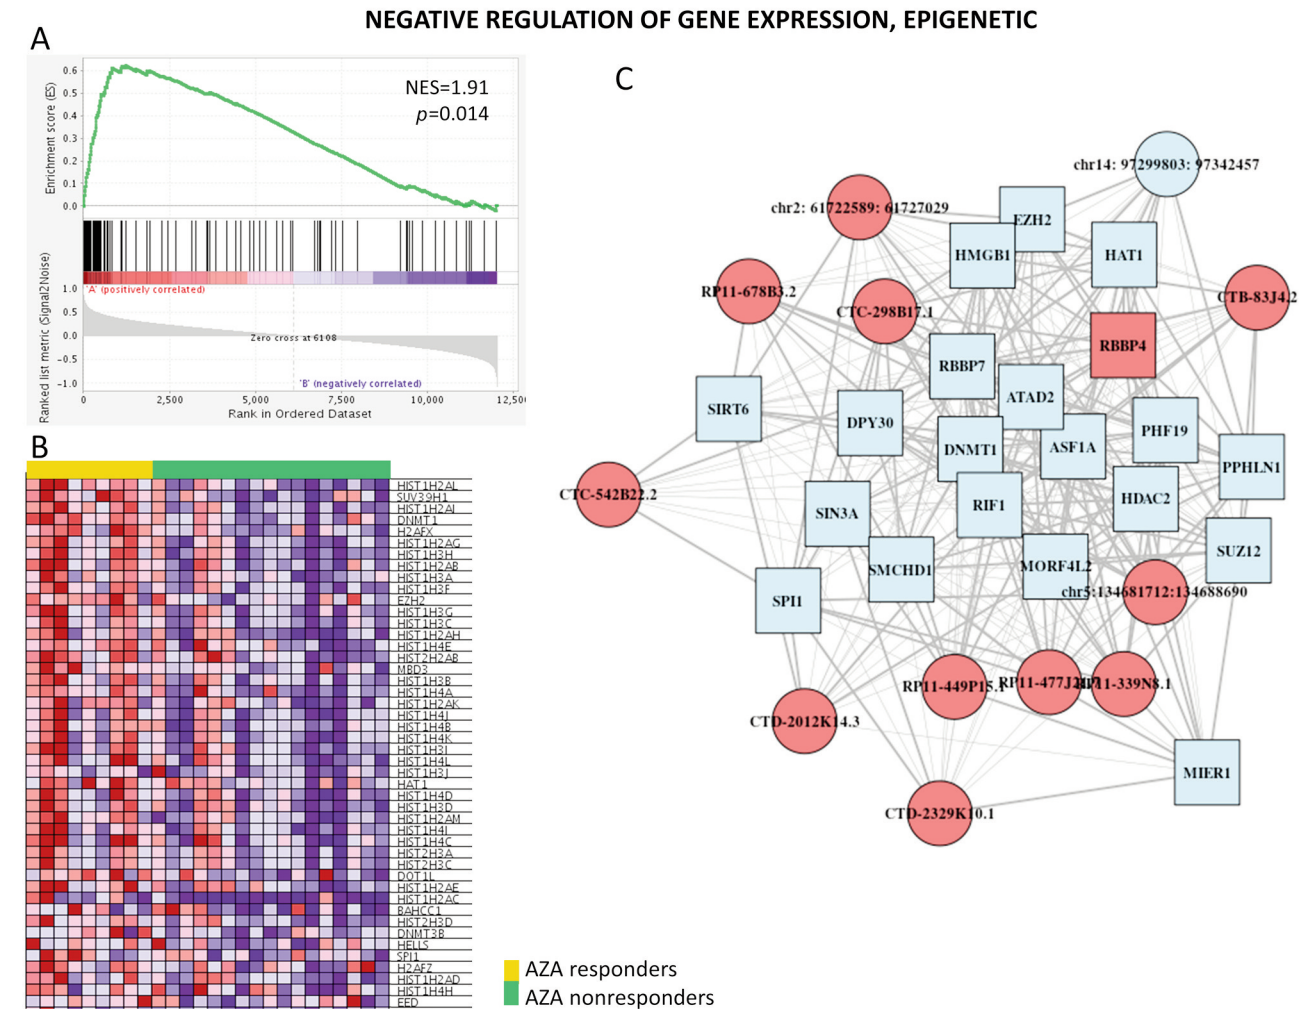 NEGATIVE REGULATION OF GENE EXPRESSION, EPIGENETIC
A
Enrichment score (ES)
0.6
0.5
0.4
0.3
0.2
0.1
0.0
NES=1.91
p=0.014
Ranked list metric (Signal2Noise)
1.0
0.5
0.0
−0.5
−1.0
'A' (positively correlated)
Zero cross at 6108
'B' (negatively correlated)
0 2,500 5,000 7,500 10,000 12,50
Rank in Ordered Dataset
B
HIST1H2AL
SUV39H1
HIST1H2AI
DNMT1
H2AFX
HIST1H2AG
HIST1H3H
HIST1H2AB
HIST1H3A
HIST1H3F
EZH2
HIST1H3G
HIST1H3C
HIST1H2AH
HIST1H4E
HIST2H2AB
MBD3
HIST1H3B
HIST1H4A
HIST1H2AK
HIST1H4J
HIST1H4B
HIST1H4K
HIST1H3I
HIST1H4L
HIST1H3J
HAT1
HIST1H4D
HIST1H3D
HIST1H2AM
HIST1H4I
HIST1H4C
HIST2H3A
HIST2H3C
DOT1L
HIST1H2AE
HIST1H2AC
BAHCC1
HIST2H3D
DNMT3B
HELLS
SPI1
H2AFZ
HIST1H2AD
HIST1H4H
EED
AZA responders
AZA nonresponders
C
chr14: 97299803: 97342457
chr2: 61722589: 61727029
EZH2
HMGB1
HAT1
RP11-678B3.2
CTC-298B17.1
CTB-83J4.2
RBBP4
RBBP7
ATAD2
SIRT6
DPY30
DNMT1
ASF1A
PHF19
PPHLN1
CTC-542B22.2
SIN3A
RIF1
HDAC2
SUZ12
SMCHD1
MORF4L2
chr5:134681712:134688690
SPI1
RP11-449P15.1
RP11-477J21
RP11-339N8.1
CTD-2012K14.3
MIER1
CTD-2329K10.1